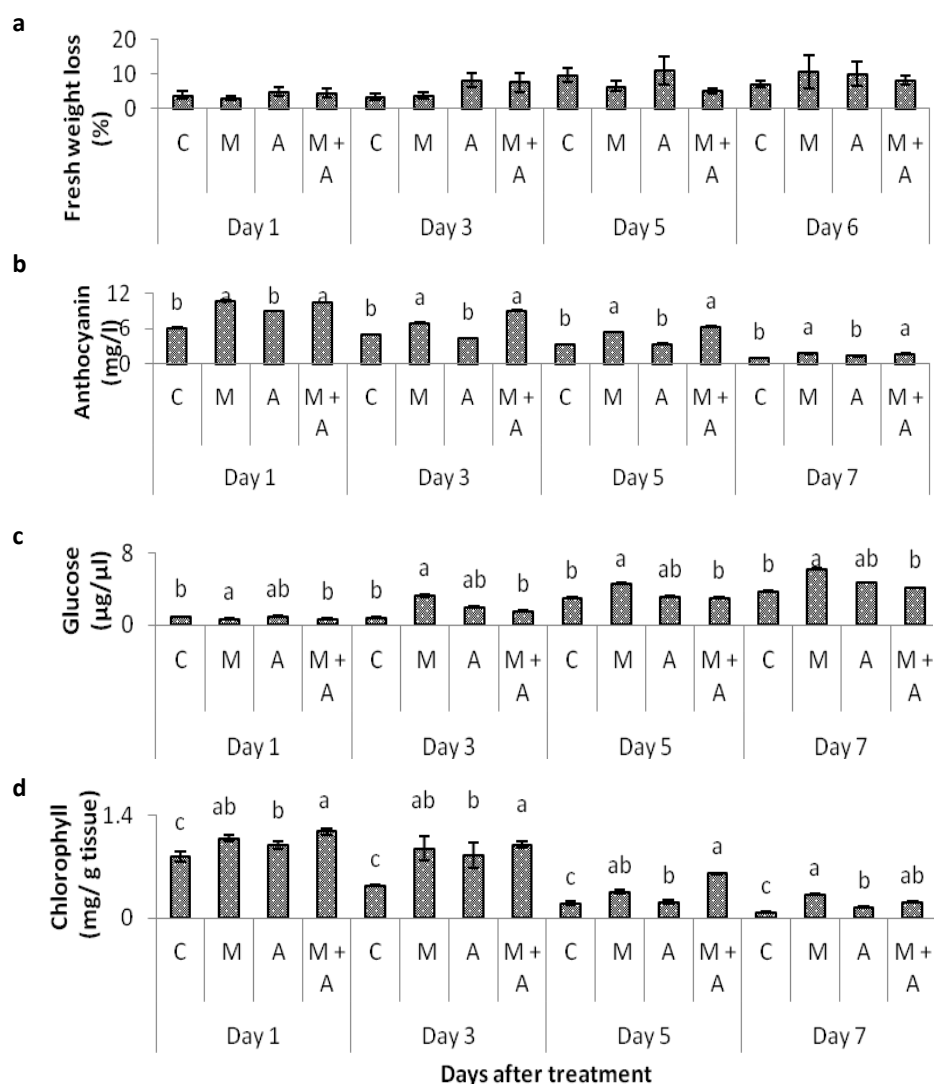 a
Fresh weight loss
(%)
20
10
0
C M A M + A C M A M + A C M A M + A C M A M + A
Day 1 Day 3 Day 5 Day 6
b
Anthocyanin
(mg/l)
12
6
0
b a b a b a b a b a b a b a b a
C M A M + A C M A M + A C M A M + A C M A M + A
Day 1 Day 3 Day 5 Day 7
c
Glucose
(µg/µl)
8
0
b a ab b b a ab b b a ab b b a ab b
C M A M + A C M A M + A C M A M + A C M A M + A
Day 1 Day 3 Day 5 Day 7
d
Chlorophyll
(mg/ g tissue)
1.4
0
c ab b a c ab b a c ab b a c a b ab
C M A M + A C M A M + A C M A M + A C M A M + A
Day 1 Day 3 Day 5 Day 7
Days after treatment